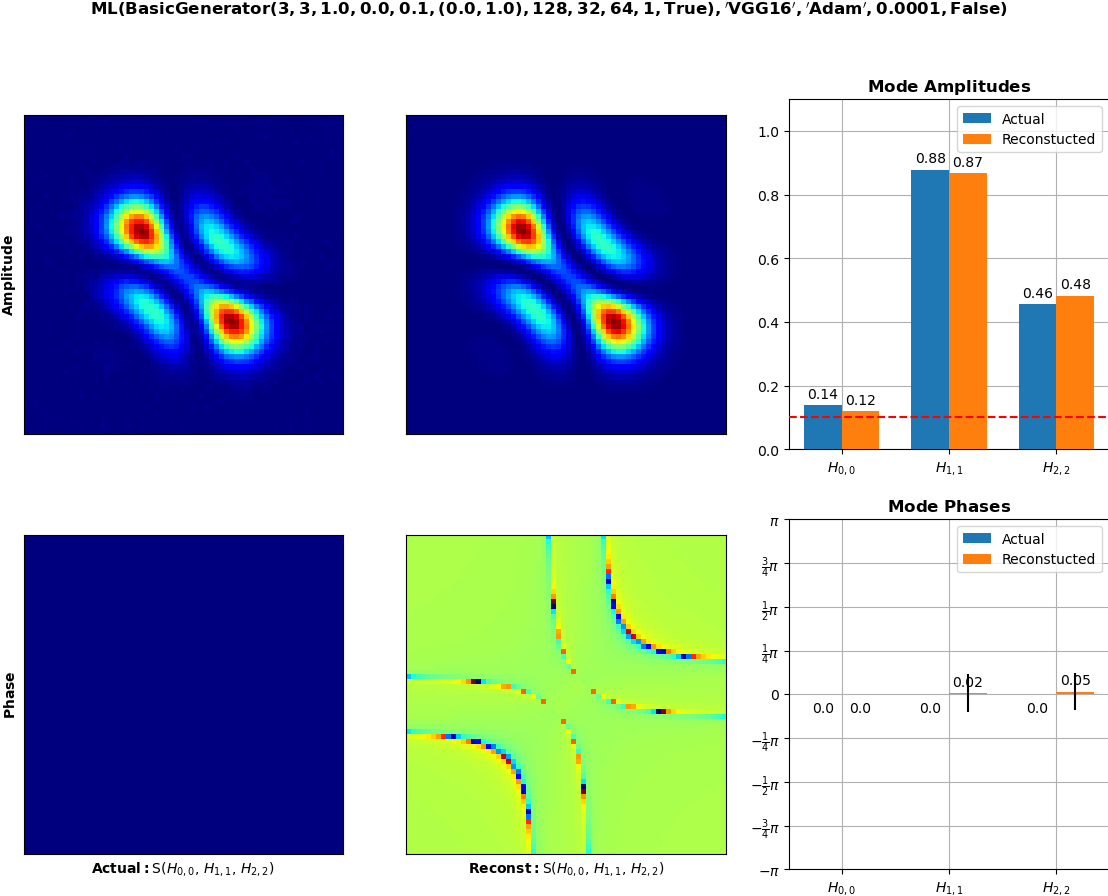 ML(BasicGenerator(3, 3, 1.0, 0.0, 0.1, (0.0, 1.0), 128, 32, 64, 1, True), ′VGG16′, ′Adam′, 0.0001, False)
Amplitude
Mode Amplitudes
Actual
Reconstucted
1.0
0.8
0.6
0.4
0.2
0.0
0.14
0.12
0.88
0.87
0.46
0.48
H0,0
H1,1
H2,2
Phase
Actual: S(H0,0, H1,1, H2,2)
Reconst: S(H0,0, H1,1, H2,2)
Mode Phases
Actual
Reconstucted
π
3/4π
1/2π
1/4π
0
−1/4π
−1/2π
−3/4π
−π
0.0
0.0
0.0
0.02
0.0
0.05
H0,0
H1,1
H2,2